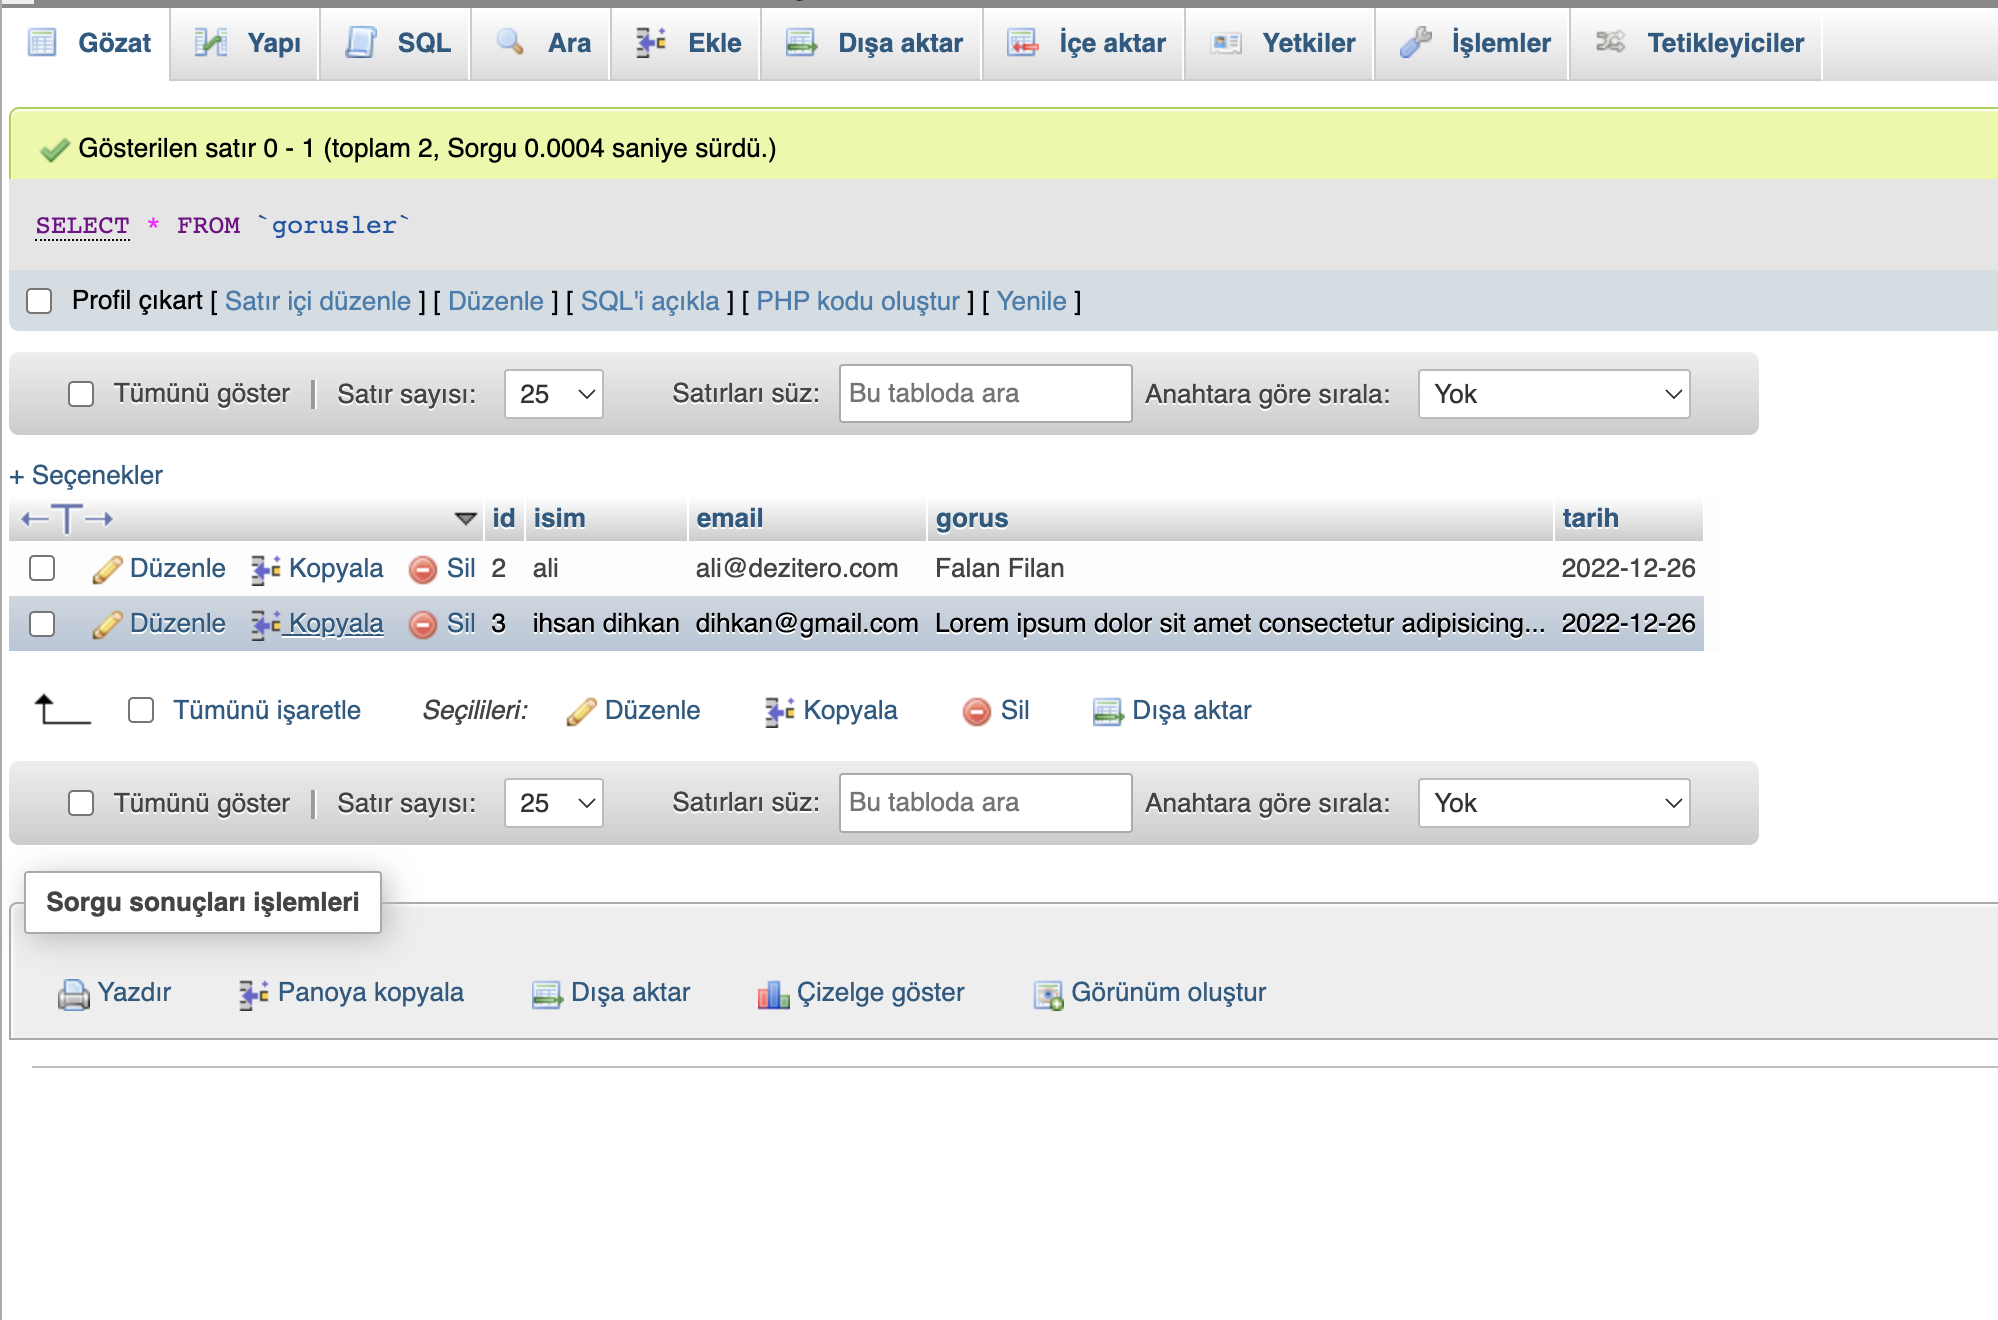 Gözat Yapı SQL Ara Ekle Dışa aktar İçe aktar Yetkiler İşlemler Tetikleyiciler
Gösterilen satır 0 - 1 (toplam 2, Sorgu 0.0004 saniye sürdü.)
SELECT * FROM `gorusler`
Profil çıkart [ Satır içi düzenle ] [ Düzenle ] [ SQL'i açıkla ] [ PHP kodu oluştur ] [ Yenile ]
Tümünü göster | Satır sayısı: 25 Satırları süz: Bu tabloda ara Anahtara göre sırala: Yok
+ Seçenekler
←T→ id isim email gorus tarih
Düzenle Kopyala Sil 2 ali ali@dezitero.com Falan Filan 2022-12-26
Düzenle Kopyala Sil 3 ihsan dihkan dihkan@gmail.com Lorem ipsum dolor sit amet consectetur adipisicing... 2022-12-26
Tümünü işaretle Seçilileri: Düzenle Kopyala Sil Dışa aktar
Tümünü göster | Satır sayısı: 25 Satırları süz: Bu tabloda ara Anahtara göre sırala: Yok
Sorgu sonuçları işlemleri
Yazdır Panoya kopyala Dışa aktar Çizelge göster Görünüm oluştur